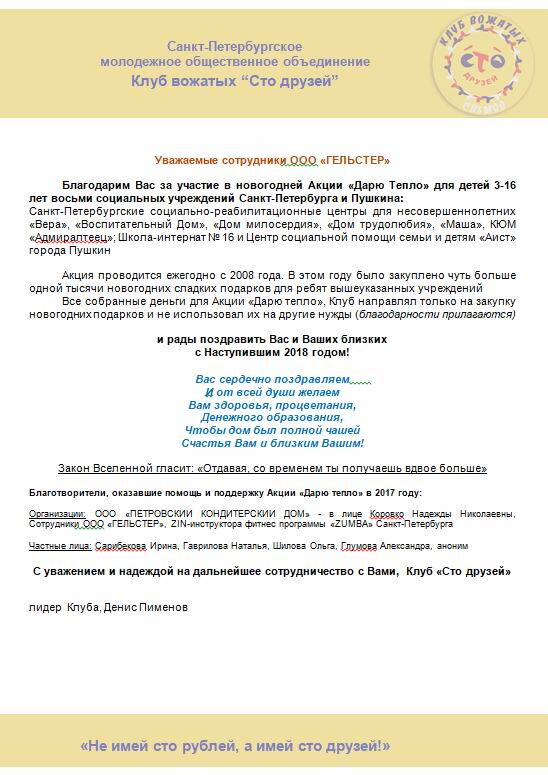 Санкт-Петербургское
молодежное общественное объединение
Клуб вожатых “Сто друзей”
КЛУБ ВОЖАТЫХ
СТО
ДРУЗЕЙ
СПБМОО
Уважаемые сотрудники ООО «ГЕЛЬСТЕР»
Благодарим Вас за участие в новогодней Акции «Дарю Тепло» для детей 3-16
лет восьми социальных учреждений Санкт-Петербурга и Пушкина:
Санкт-Петербургские социально-реабилитационные центры для несовершеннолетних
«Вера», «Воспитательный Дом», «Дом милосердия», «Дом трудолюбия», «Маша», КЮМ
«Адмиралтеец»; Школа-интернат № 16 и Центр социальной помощи семьи и детям «Аист»
города Пушкин
Акция проводится ежегодно с 2008 года. В этом году было закуплено чуть больше
одной тысячи новогодних сладких подарков для ребят вышеуказанных учреждений
Все собранные деньги для Акции «Дарю тепло», Клуб направлял только на закупку
новогодних подарков и не использовал их на другие нужды (благодарности прилагаются)
и рады поздравить Вас и Ваших близких
с Наступившим 2018 годом!
Вас сердечно поздравляем
И от всей души желаем
Вам здоровья, процветания,
Денежного образования,
Чтобы дом был полной чашей
Счастья Вам и близким Вашим!
Закон Вселенной гласит: «Отдавая, со временем ты получаешь вдвое больше»
Благотворители, оказавшие помощь и поддержку Акции «Дарю тепло» в 2017 году:
Организации: ООО «ПЕТРОВСКИИ КОНДИТЕРСКИИ ДОМ» - в лице Коровко Надежды Николаевны,
Сотрудники ООО «ГЕЛЬСТЕР», ZIN-инструктора фитнес программы «ZUMBA» Санкт-Петербурга
Частные лица: Сарибекова Ирина, Гаврилова Наталья, Шилова Ольга, Глумова Александра, аноним
С уважением и надеждой на дальнейшее сотрудничество с Вами, Клуб «Сто друзей»
лидер Клуба, Денис Пименов
«Не имей сто рублей, а имей сто друзей!»